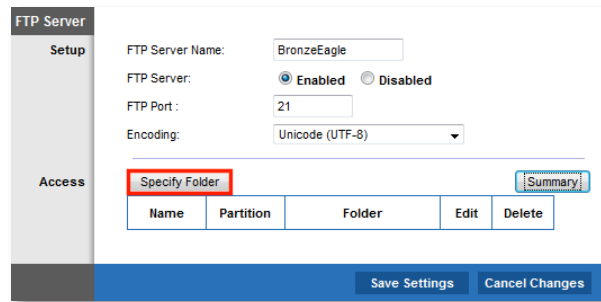 FTP Server
Setup
FTP Server Name: BronzeEagle
FTP Server: Enabled Disabled
FTP Port : 21
Encoding: Unicode (UTF-8)
Access
Specify Folder Summary
Name Partition Folder Edit Delete
Save Settings Cancel Changes